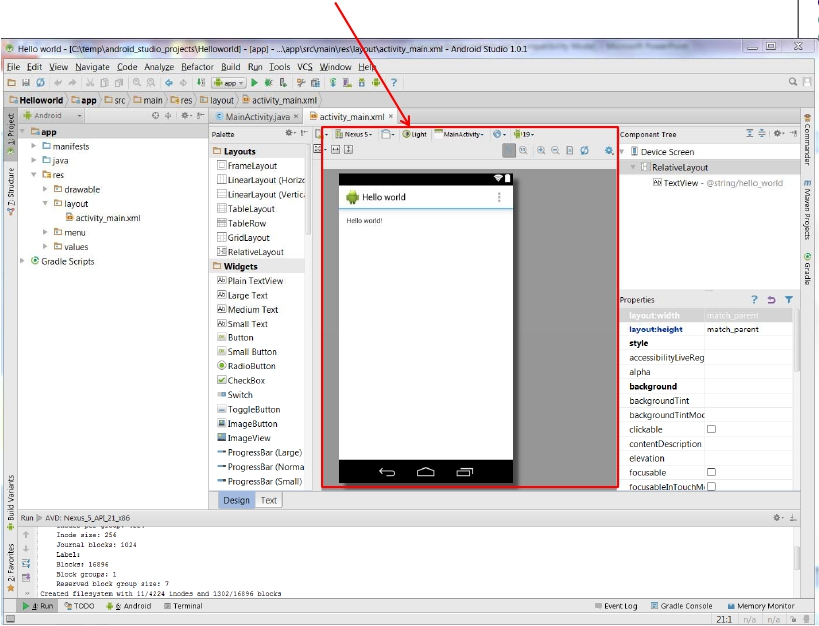 Hello world - [C:\temp\android_studio_projects\Helloworld] - [app] - ...\app\src\main\res\layout\activity_main.xml - Android Studio 1.0.1
File Edit View Navigate Code Analyze Refactor Build Run Tools VCS Window Help
app
Helloworld app src main res layout activity_main.xml
1: Project
Android
MainActivity.java
activity_main.xml
app
manifests
java
res
drawable
layout
activity_main.xml
menu
values
Gradle Scripts
Z: Structure
Build Variants
2: Favorites
Palette
Layouts
FrameLayout
LinearLayout (Horizo
LinearLayout (Vertic
TableLayout
TableRow
GridLayout
RelativeLayout
Widgets
Plain TextView
Large Text
Medium Text
Small Text
Button
Small Button
RadioButton
CheckBox
Switch
ToggleButton
ImageButton
ImageView
ProgressBar (Large)
ProgressBar (Norma
ProgressBar (Small)
Design Text
Nexus 5 Light MainActivity 19
Hello world
Hello world!
Component Tree
Device Screen
RelativeLayout
TextView - @string/hello_world
Properties
layout:width match_parent
layout:height match_parent
style
accessibilityLiveReg
alpha
background
backgroundTint
backgroundTintMod
clickable
contentDescription
elevation
focusable
focusableInTouchM
Commander
Maven Projects
Gradle
Run AVD: Nexus_5_API_21_x86
Inode size: 256
Journal blocks: 1024
Label:
Blocks: 16896
Block groups: 1
Reserved block group size: 7
Created filesystem with 11/4224 inodes and 1302/16896 blocks
4: Run TODO 6: Android Terminal Event Log Gradle Console Memory Monitor
21:1 n/a n/a